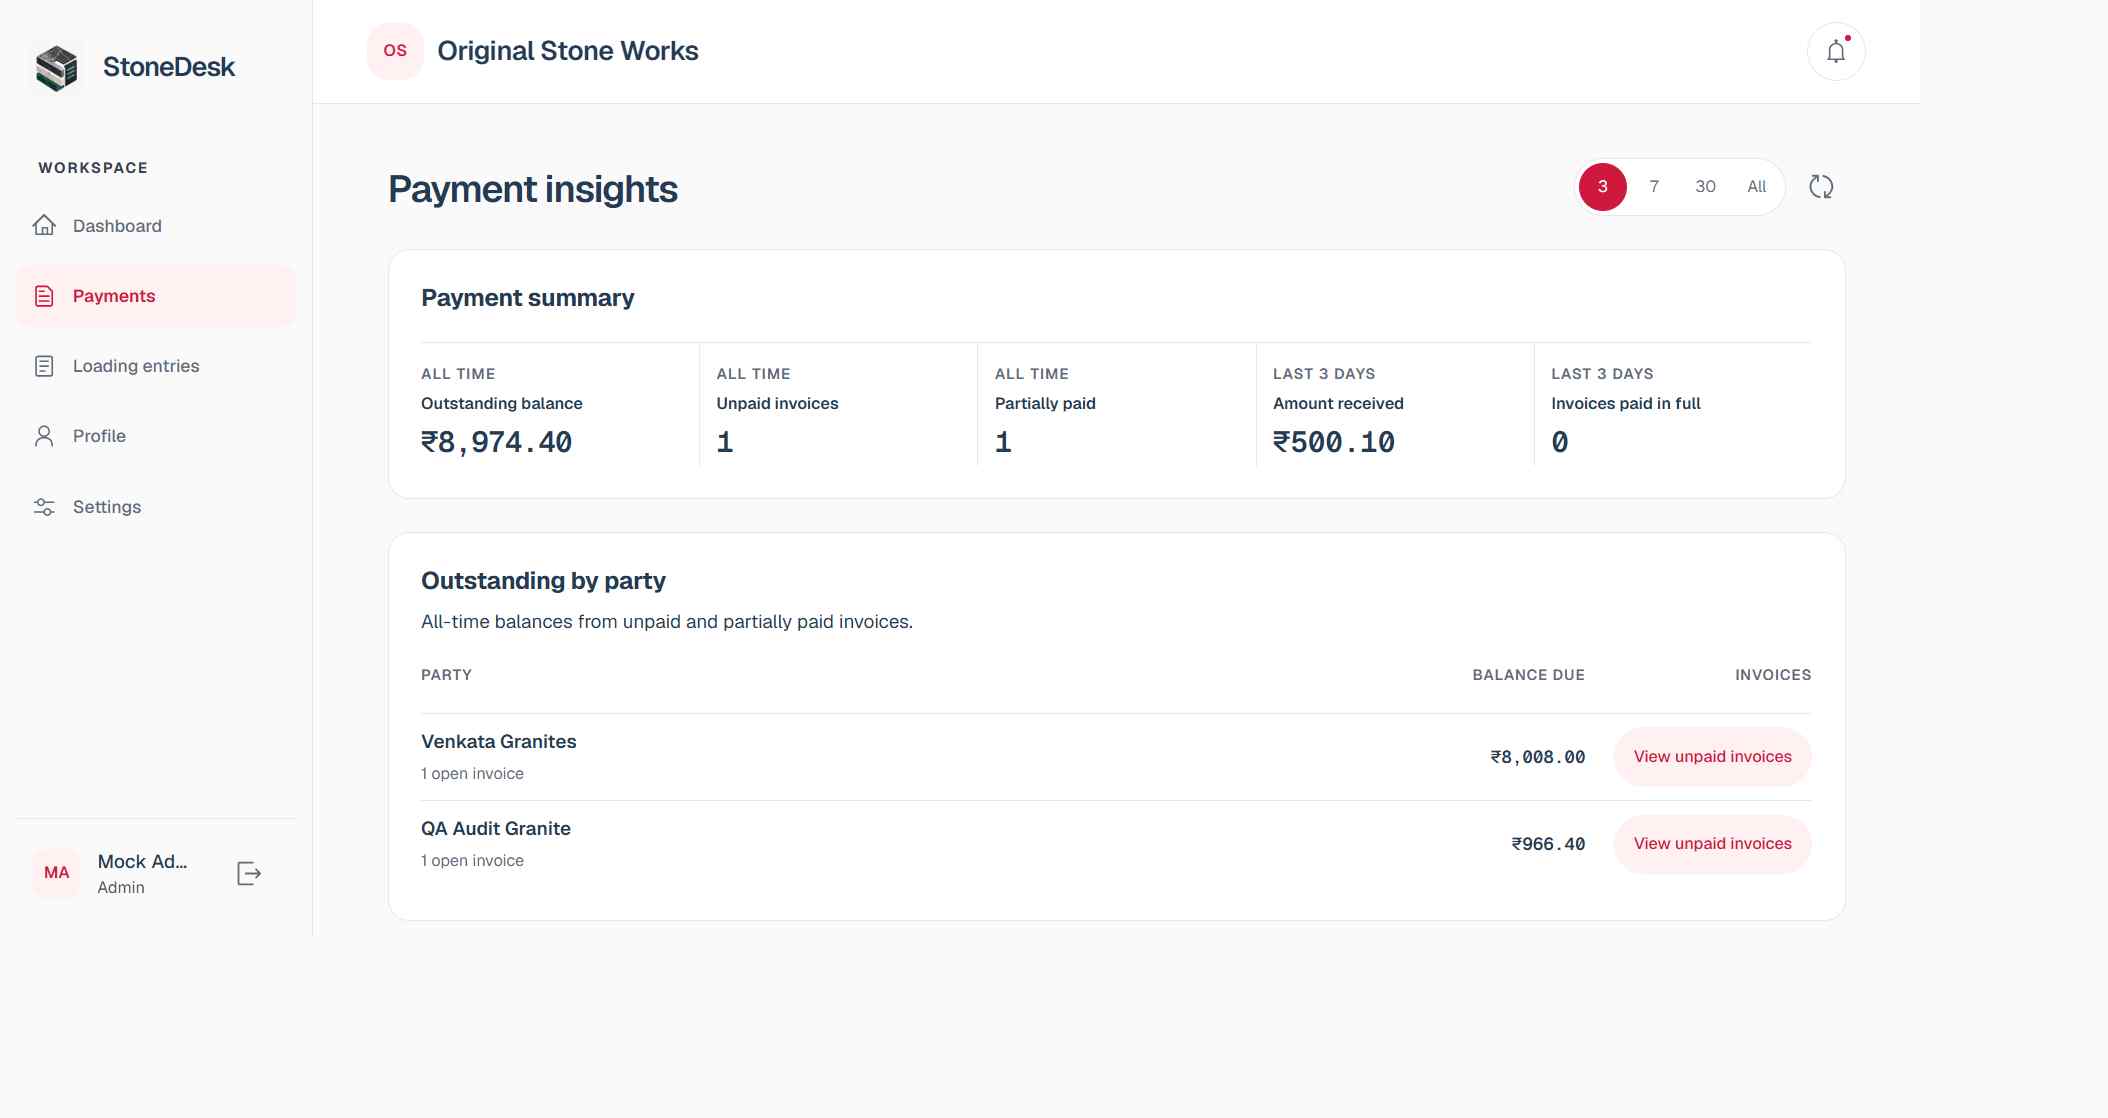 StoneDesk
OS
Original Stone Works
WORKSPACE
Dashboard
Payments
Loading entries
Profile
Settings
MA
Mock Ad...
Admin
Payment insights
3 7 30 All
Payment summary
ALL TIME
Outstanding balance
₹8,974.40
ALL TIME
Unpaid invoices
1
ALL TIME
Partially paid
1
LAST 3 DAYS
Amount received
₹500.10
LAST 3 DAYS
Invoices paid in full
0
Outstanding by party
All-time balances from unpaid and partially paid invoices.
PARTY BALANCE DUE INVOICES
Venkata Granites
1 open invoice
₹8,008.00 View unpaid invoices
QA Audit Granite
1 open invoice
₹966.40 View unpaid invoices